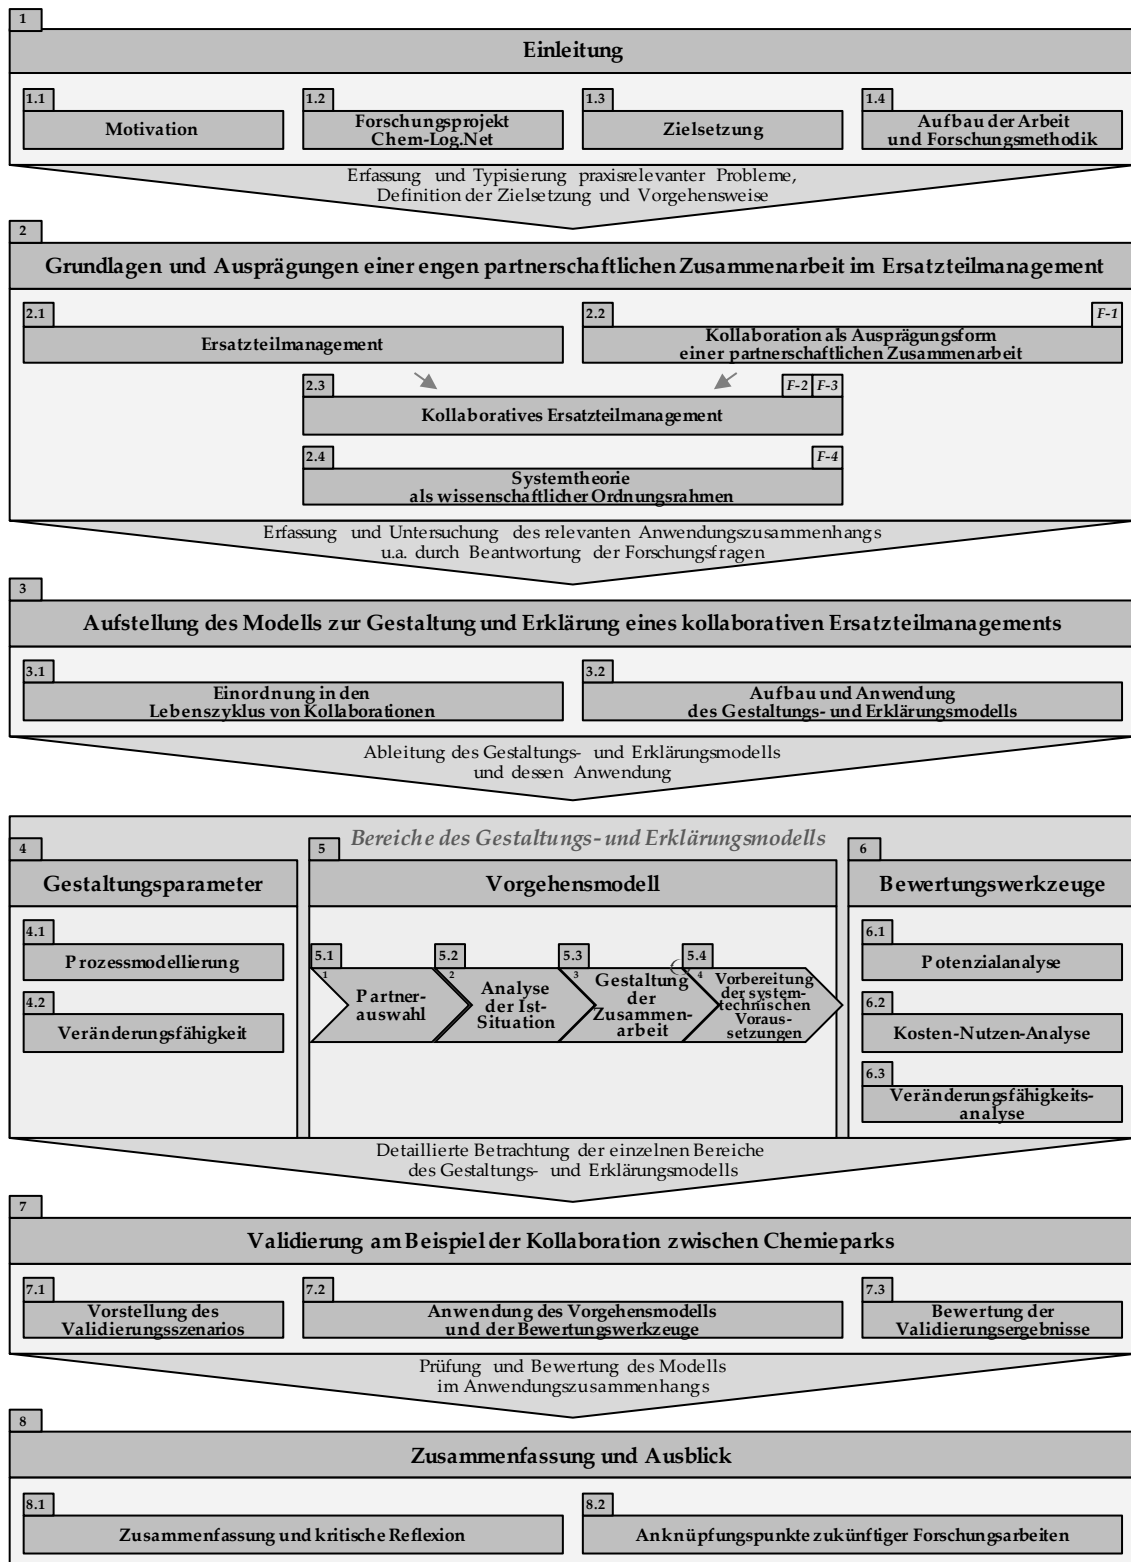 1
Einleitung
1.1
Motivation
1.2
Forschungsprojekt
Chem-Log.Net
1.3
Zielsetzung
1.4
Aufbau der Arbeit
und Forschungsmethodik
Erfassung und Typisierung praxisrelevanter Probleme,
Definition der Zielsetzung und Vorgehensweise
2
Grundlagen und Ausprägungen einer engen partnerschaftlichen Zusammenarbeit im Ersatzteilmanagement
2.1
Ersatzteilmanagement
2.2
F-1
Kollaboration als Ausprägungsform
einer partnerschaftlichen Zusammenarbeit
2.3
F-2 F-3
Kollaboratives Ersatzteilmanagement
2.4
F-4
Systemtheorie
als wissenschaftlicher Ordnungsrahmen
Erfassung und Untersuchung des relevanten Anwendungszusammenhangs
u.a. durch Beantwortung der Forschungsfragen
3
Aufstellung des Modells zur Gestaltung und Erklärung eines kollaborativen Ersatzteilmanagements
3.1
Einordnung in den
Lebenszyklus von Kollaborationen
3.2
Aufbau und Anwendung
des Gestaltungs- und Erklärungsmodells
Ableitung des Gestaltungs- und Erklärungsmodells
und dessen Anwendung
Bereiche des Gestaltungs- und Erklärungsmodells
4
Gestaltungsparameter
4.1
Prozessmodellierung
4.2
Veränderungsfähigkeit
5
Vorgehensmodell
5.1
1
Partner-
auswahl
5.2
2
Analyse
der Ist-
Situation
5.3
3
Gestaltung
der
Zusammen-
arbeit
5.4
4
Vorbereitung
der system-
technischen
Voraus-
setzungen
6
Bewertungswerkzeuge
6.1
Potenzialanalyse
6.2
Kosten-Nutzen-Analyse
6.3
Veränderungsfähigkeits-
analyse
Detaillierte Betrachtung der einzelnen Bereiche
des Gestaltungs- und Erklärungsmodells
7
Validierung am Beispiel der Kollaboration zwischen Chemieparks
7.1
Vorstellung des
Validierungsszenarios
7.2
Anwendung des Vorgehensmodells
und der Bewertungswerkzeuge
7.3
Bewertung der
Validierungsergebnisse
Prüfung und Bewertung des Modells
im Anwendungszusammenhangs
8
Zusammenfassung und Ausblick
8.1
Zusammenfassung und kritische Reflexion
8.2
Anknüpfungspunkte zukünftiger Forschungsarbeiten